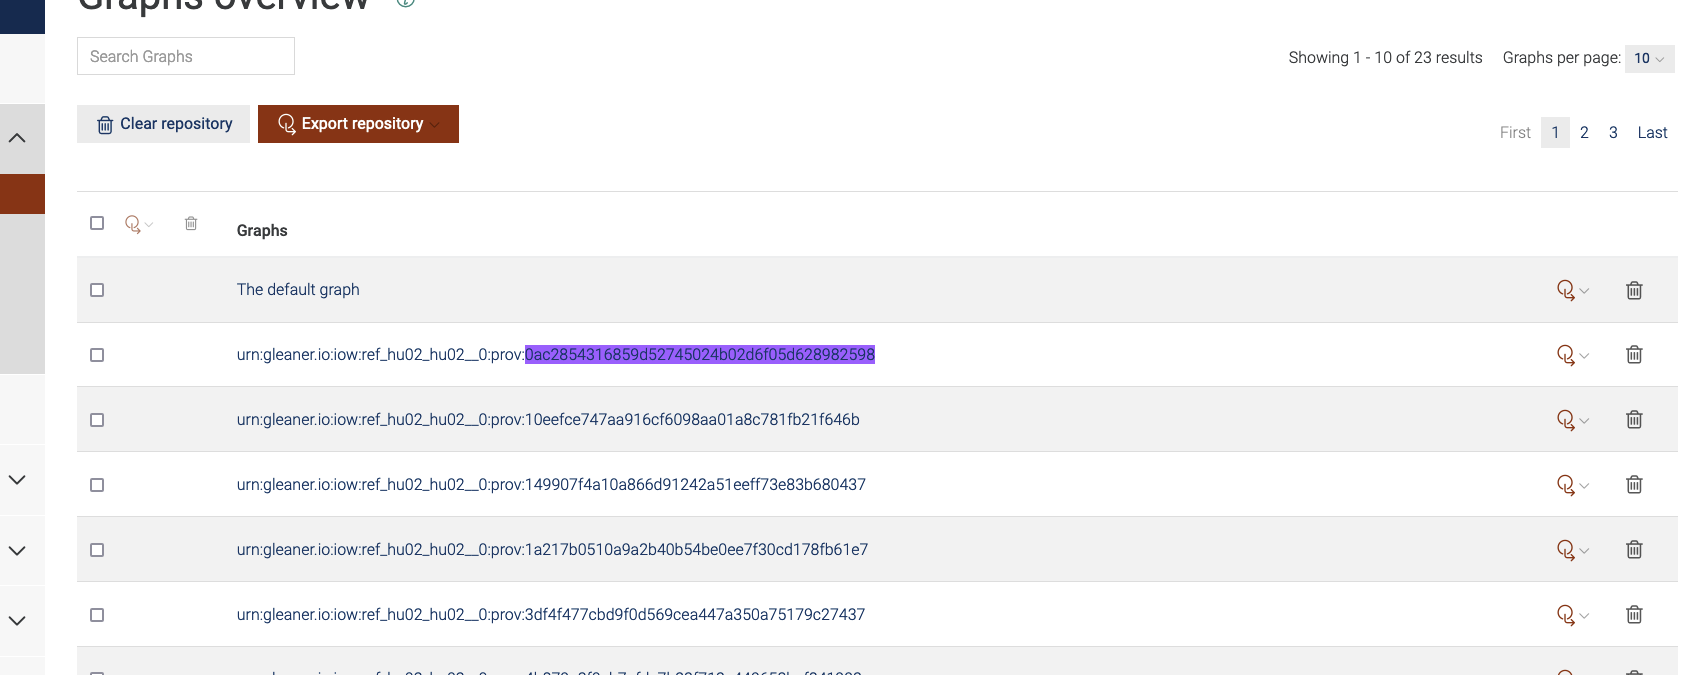 Graphs overview
Search Graphs
Showing 1 - 10 of 23 results Graphs per page: 10
Clear repository Export repository
First 1 2 3 Last
Graphs
The default graph
urn:gleaner.io:iow:ref_hu02_hu02__0:prov:0ac2854316859d52745024b02d6f05d628982598
urn:gleaner.io:iow:ref_hu02_hu02__0:prov:10eefce747aa916cf6098aa01a8c781fb21f646b
urn:gleaner.io:iow:ref_hu02_hu02__0:prov:149907f4a10a866d91242a51eeff73e83b680437
urn:gleaner.io:iow:ref_hu02_hu02__0:prov:1a217b0510a9a2b40b54be0ee7f30cd178fb61e7
urn:gleaner.io:iow:ref_hu02_hu02__0:prov:3df4f477cbd9f0d569cea447a350a75179c27437